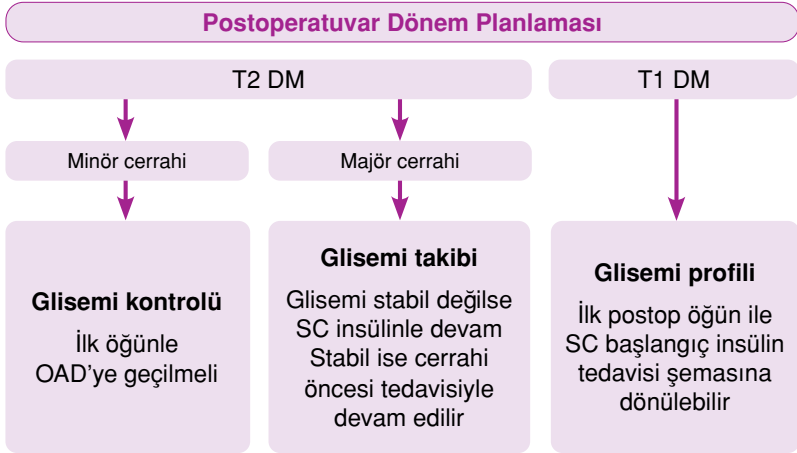 Postoperatuvar Dönem Planlaması
T2 DM
T1 DM
Minör cerrahi
Majör cerrahi
Glisemi kontrolü
İlk öğünle
OAD'ye geçilmeli
Glisemi takibi
Glisemi stabil değilse
SC insülinle devam
Stabil ise cerrahi
öncesi tedavisiyle
devam edilir
Glisemi profili
İlk postop öğün ile
SC başlangıç insülin
tedavisi şemasına
dönülebilir